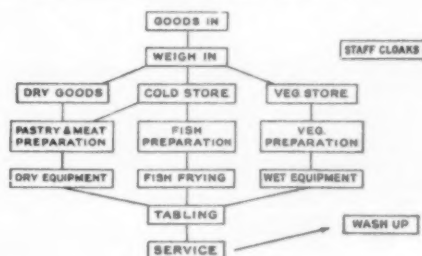 GOODS IN
WEIGH IN
STAFF CLOAKS
DRY GOODS
COLD STORE
VEG STORE
PASTRY & MEAT
PREPARATION
FISH
PREPARATION
VEG. PREPARATION
DRY EQUIPMENT
FISH FRYING
WET EQUIPMENT
TABLING
WASH UP
SERVICE